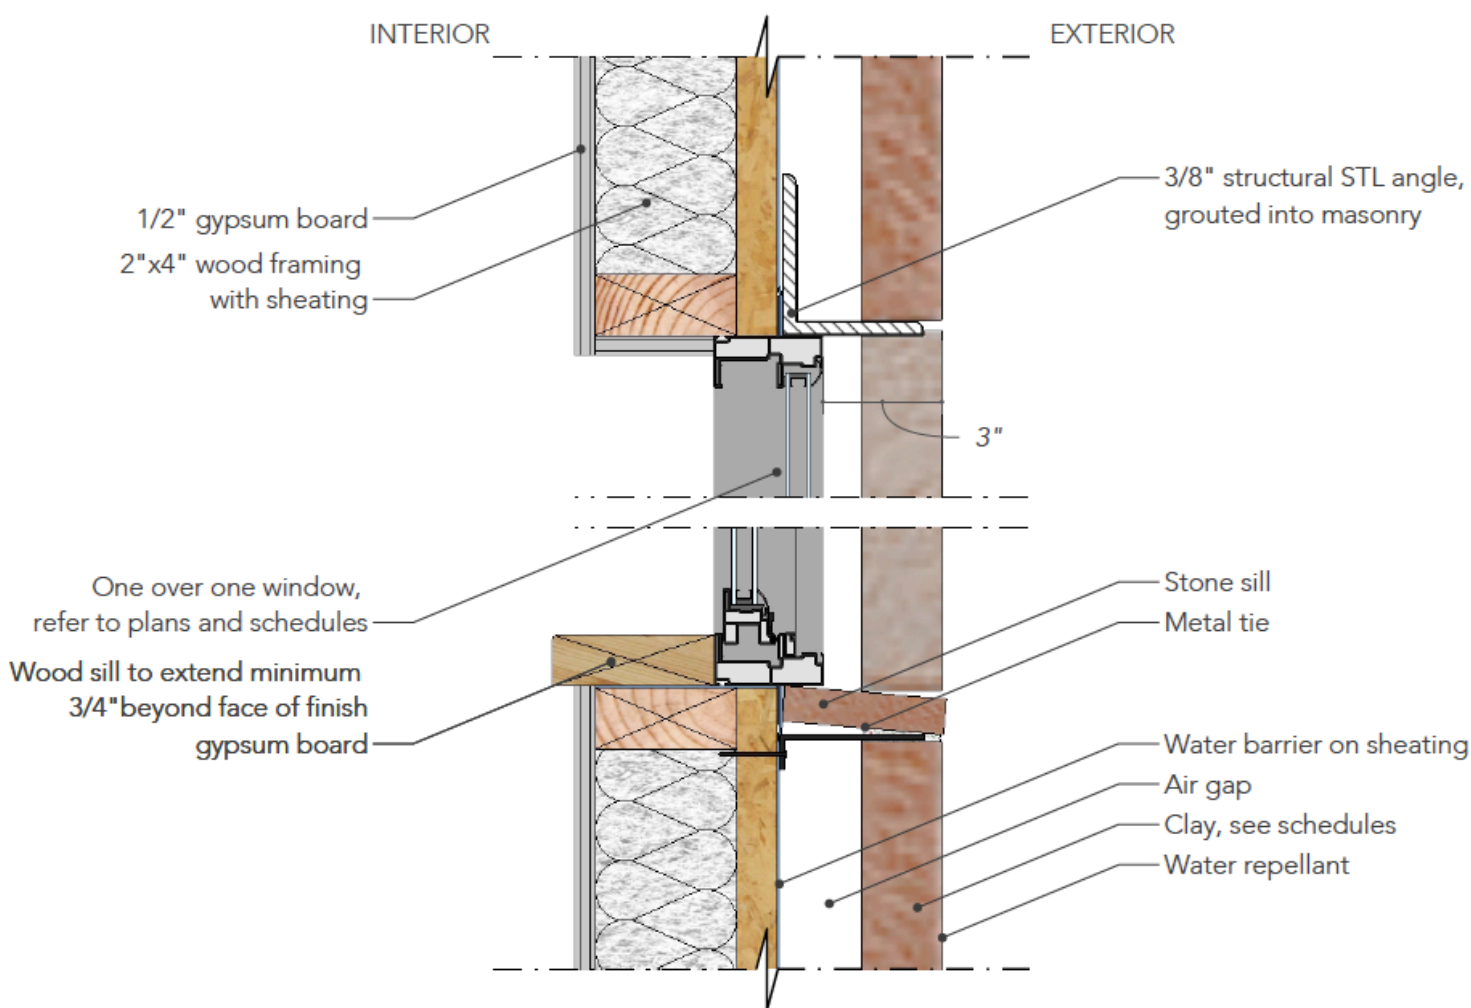 INTERIOR
EXTERIOR
1/2" gypsum board
2"x4" wood framing
with sheating
3/8" structural STL angle,
grouted into masonry
3"
One over one window,
refer to plans and schedules
Wood sill to extend minimum
3/4"beyond face of finish
gypsum board
Stone sill
Metal tie
Water barrier on sheating
Air gap
Clay, see schedules
Water repellant